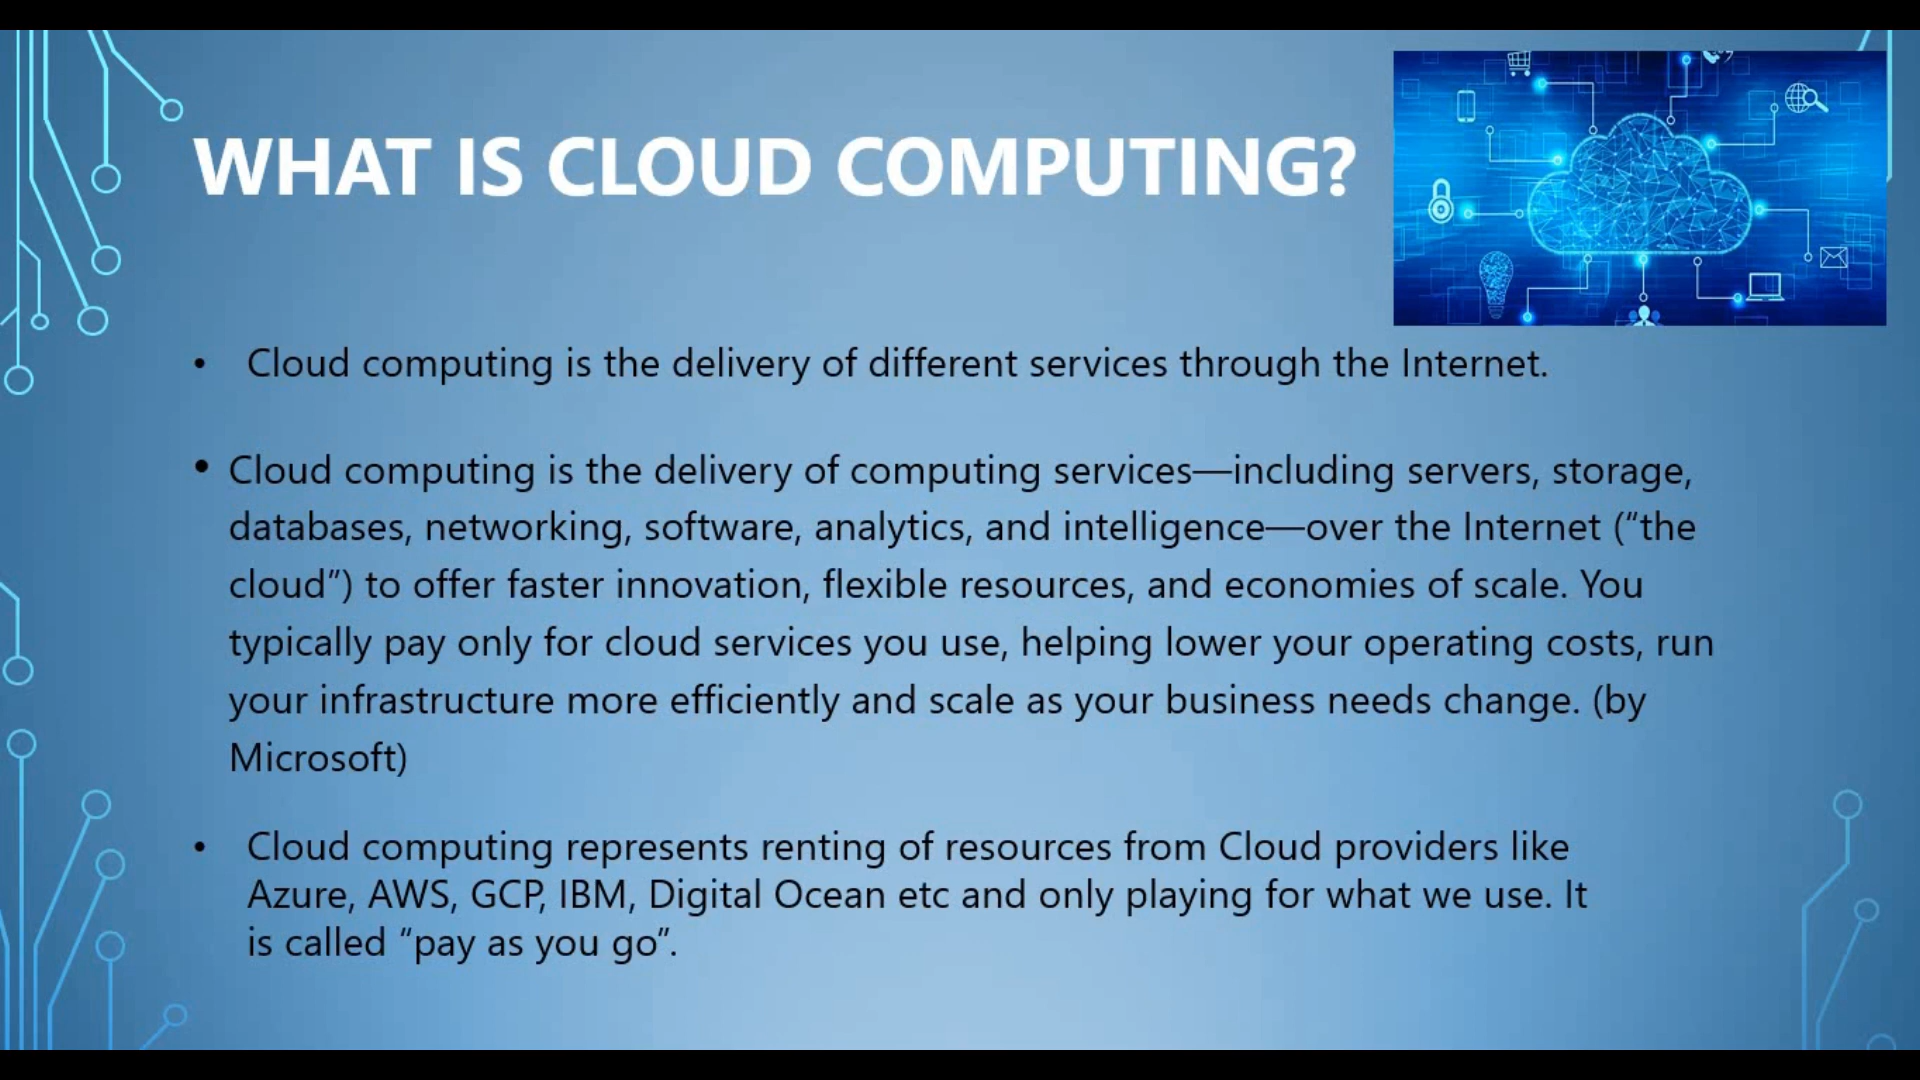 WHAT IS CLOUD COMPUTING?
• Cloud computing is the delivery of different services through the Internet.
• Cloud computing is the delivery of computing services—including servers, storage,
databases, networking, software, analytics, and intelligence—over the Internet (“the
cloud”) to offer faster innovation, flexible resources, and economies of scale. You
typically pay only for cloud services you use, helping lower your operating costs, run
your infrastructure more efficiently and scale as your business needs change. (by
Microsoft)
• Cloud computing represents renting of resources from Cloud providers like
Azure, AWS, GCP, IBM, Digital Ocean etc and only playing for what we use. It
is called “pay as you go”.